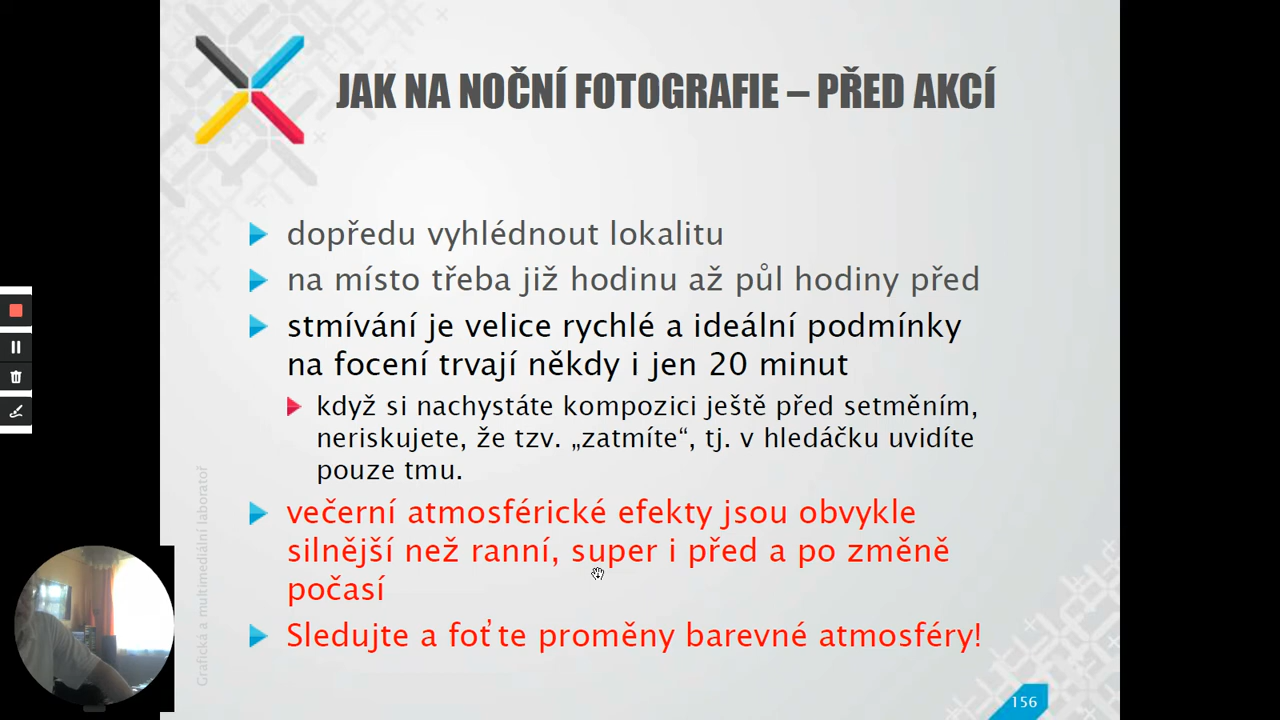 JAK NA NOČNÍ FOTOGRAFIE – PŘED AKCÍ
dopředu vyhlédnout lokalitu
na místo třeba již hodinu až půl hodiny před
stmívání je velice rychlé a ideální podmínky
na focení trvají někdy i jen 20 minut
když si nachystáte kompozici ještě před setměním,
neriskujete, že tzv. „zatmíte“, tj. v hledáčku uvidíte
pouze tmu.
večerní atmosférické efekty jsou obvykle
silnější než ranní, super i před a po změně
počasí
Sledujte a foťte proměny barevné atmosféry!
Grafická a multimediální laboratoř
156